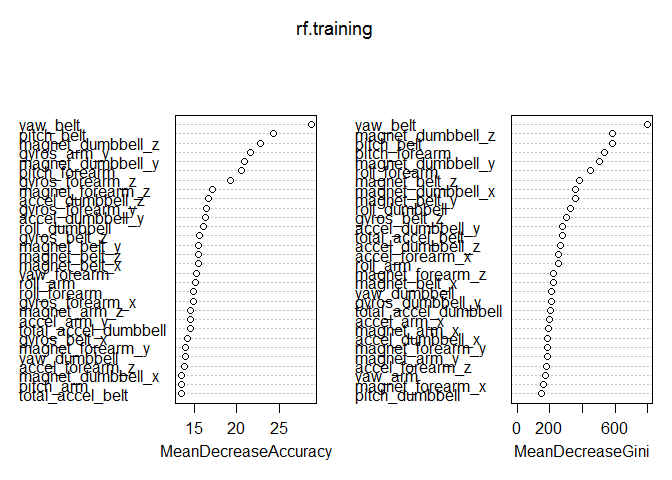 rf.training
yaw_belt
pitch_belt
magnet_dumbbell_z
gyros_arm_y
magnet_dumbbell_y
pitch_forearm
gyros_forearm_z
magnet_forearm_z
accel_dumbbell_z
gyros_forearm_y
accel_dumbbell_y
roll_dumbbell
gyros_belt_z
magnet_belt_y
magnet_belt_z
magnet_belt_x
yaw_forearm
roll_arm
roll_forearm
gyros_forearm_x
magnet_arm_z
accel_arm_y
total_accel_dumbbell
gyros_belt_x
magnet_forearm_y
yaw_dumbbell
accel_forearm_z
magnet_dumbbell_x
pitch_arm
total_accel_belt
15 20 25
MeanDecreaseAccuracy
yaw_belt
magnet_dumbbell_z
pitch_belt
pitch_forearm
magnet_dumbbell_y
roll_forearm
magnet_belt_z
magnet_dumbbell_x
magnet_belt_y
roll_dumbbell
gyros_belt_z
accel_dumbbell_y
total_accel_belt
accel_dumbbell_z
accel_forearm_x
roll_arm
magnet_forearm_z
magnet_belt_x
yaw_dumbbell
gyros_dumbbell_y
total_accel_dumbbell
accel_arm_x
magnet_arm_x
accel_dumbbell_x
magnet_forearm_y
magnet_arm_y
accel_forearm_z
yaw_arm
magnet_forearm_x
pitch_dumbbell
0 200 600
MeanDecreaseGini